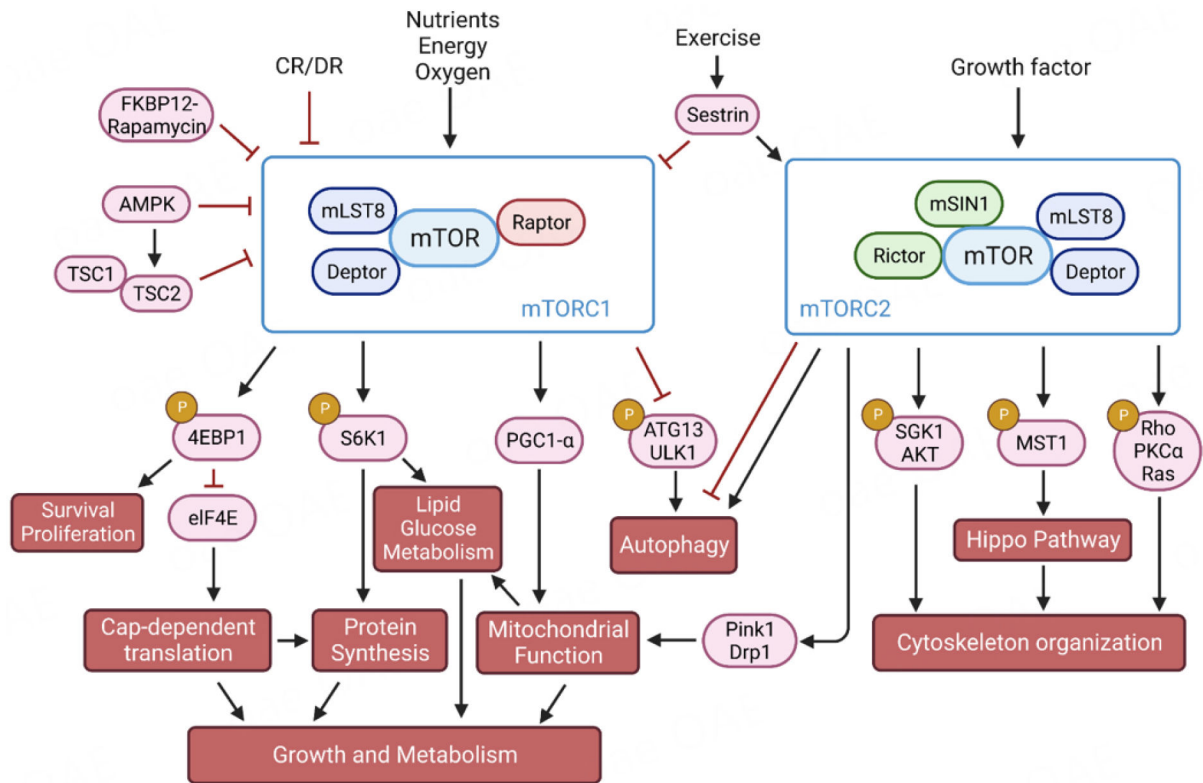 Nutrients
Energy
Oxygen
Exercise
CR/DR
Growth factor
FKBP12-
Rapamycin
Sestrin
AMPK
TSC1
TSC2
mLST8
mTOR
Raptor
Deptor
mTORC1
mSIN1
mLST8
Rictor
mTOR
Deptor
mTORC2
P
4EBP1
P
S6K1
PGC1-α
P
ATG13
ULK1
P
SGK1
AKT
P
MST1
P
Rho
PKCα
Ras
Survival
Proliferation
eIF4E
Lipid
Glucose
Metabolism
Autophagy
Hippo Pathway
Cap-dependent
translation
Protein
Synthesis
Mitochondrial
Function
Pink1
Drp1
Cytoskeleton organization
Growth and Metabolism